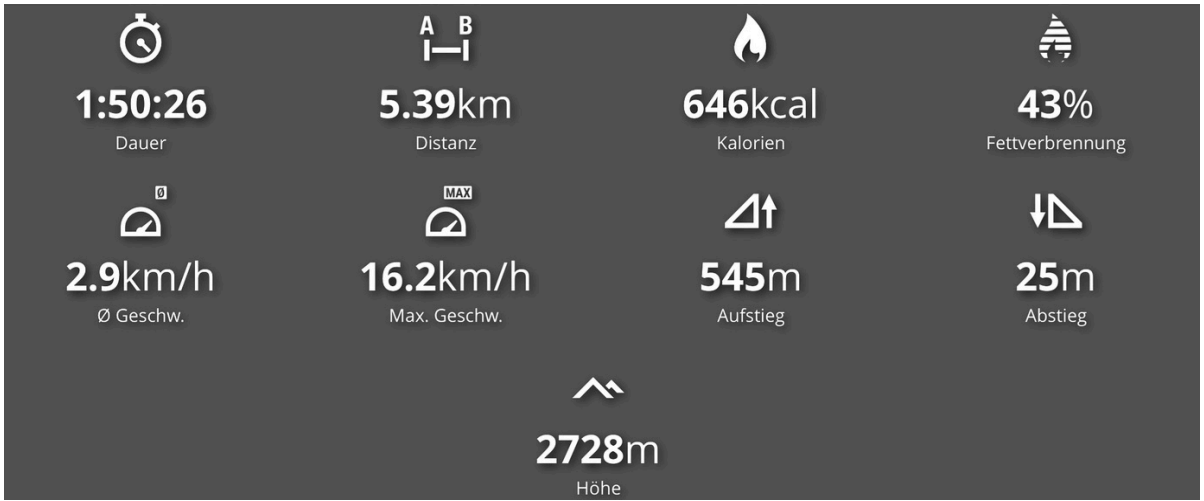 A B
1:50:26 5.39km 646kcal 43%
Dauer Distanz Kalorien Fettverbrennung
Ø MAX
2.9km/h 16.2km/h 545m 25m
Ø Geschw. Max. Geschw. Aufstieg Abstieg
2728m
Höhe